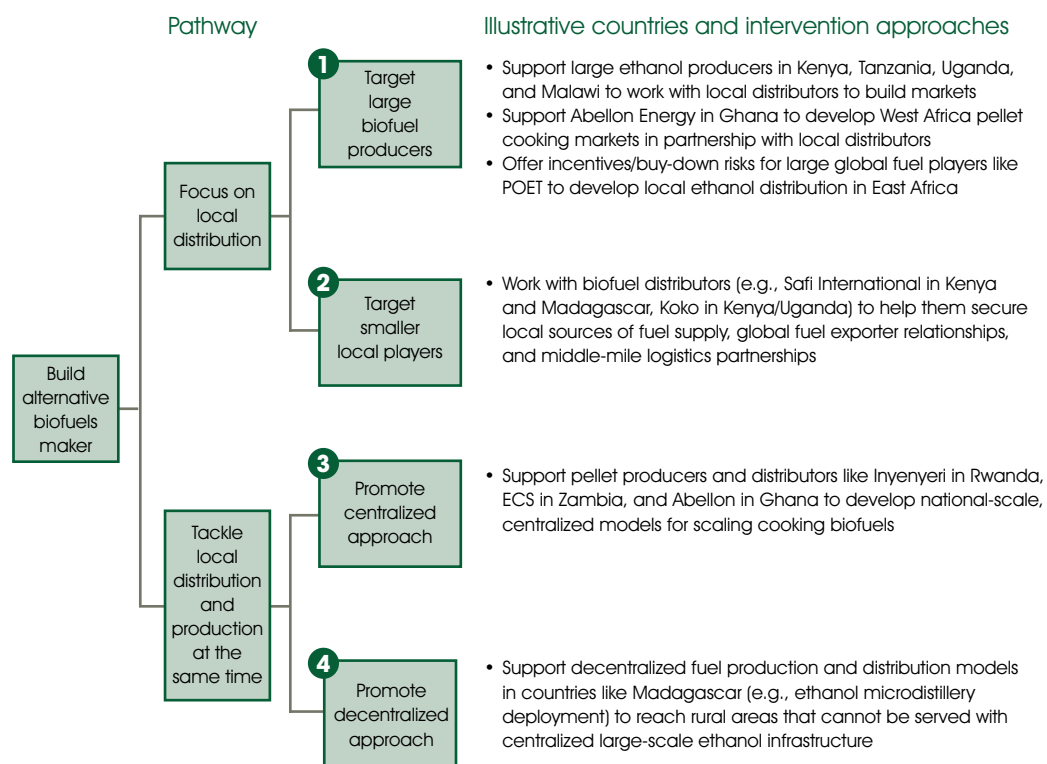 Pathway
Illustrative countries and intervention approaches
Build
alternative
biofuels
maker
Focus on
local
distribution
Tackle
local
distribution
and
production
at the
same time
1
Target
large
biofuel
producers
• Support large ethanol producers in Kenya, Tanzania, Uganda,
and Malawi to work with local distributors to build markets
• Support Abellon Energy in Ghana to develop West Africa pellet
cooking markets in partnership with local distributors
• Offer incentives/buy-down risks for large global fuel players like
POET to develop local ethanol distribution in East Africa
2
Target
smaller
local players
• Work with biofuel distributors (e.g., Safi International in Kenya
and Madagascar, Koko in Kenya/Uganda) to help them secure
local sources of fuel supply, global fuel exporter relationships,
and middle-mile logistics partnerships
3
Promote
centralized
approach
• Support pellet producers and distributors like Inyenyeri in Rwanda,
ECS in Zambia, and Abellon in Ghana to develop national-scale,
centralized models for scaling cooking biofuels
4
Promote
decentralized
approach
• Support decentralized fuel production and distribution models
in countries like Madagascar (e.g., ethanol microdistillery
deployment) to reach rural areas that cannot be served with
centralized large-scale ethanol infrastructure